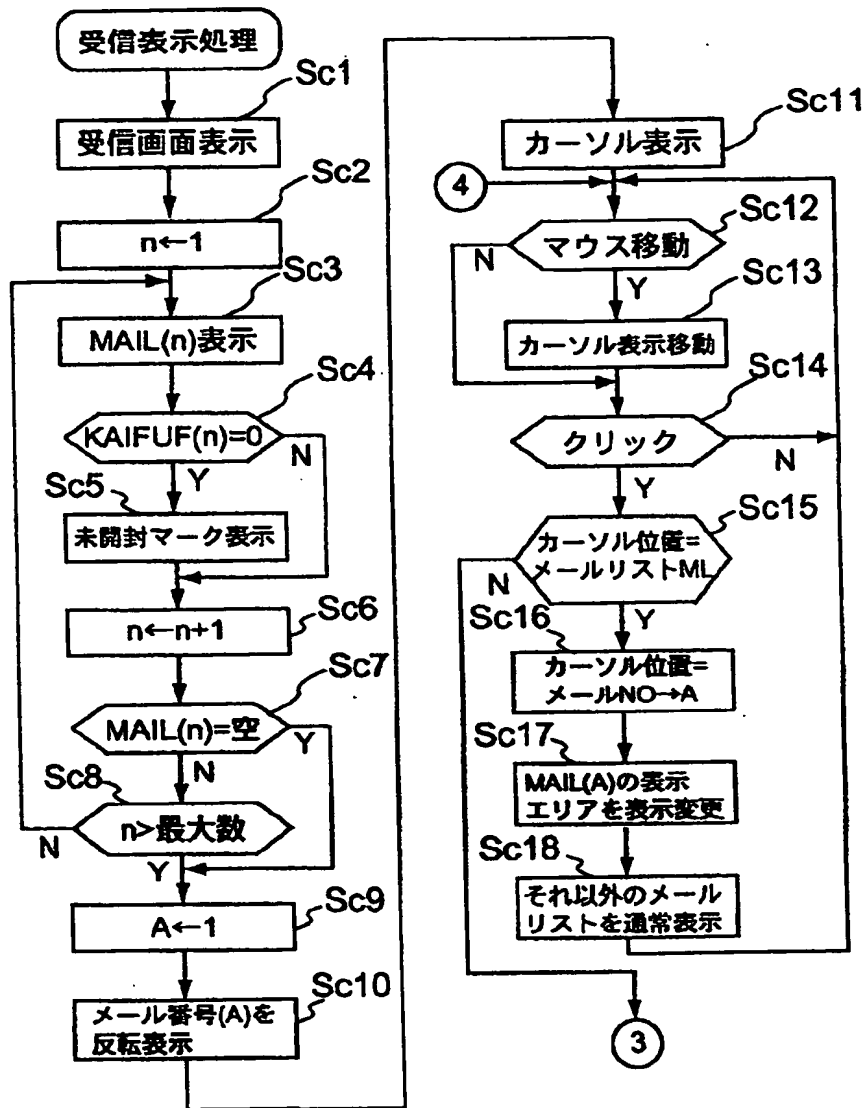 受信表示処理
Sc1
受信画面表示
Sc2
n←1
Sc3
MAIL(n)表示
Sc4
KAIFUF(n)=0
N
Y
Sc5
未開封マーク表示
Sc6
n←n+1
Sc7
MAIL(n)=空
Y
N
Sc8
n>最大数
N
Y
Sc9
A←1
Sc10
メール番号(A)を
反転表示
Sc11
カーソル表示
4
Sc12
マウス移動
N
Y
Sc13
カーソル表示移動
Sc14
クリック
N
Y
Sc15
カーソル位置=
メールリストML
N
Y
Sc16
カーソル位置=
メールNO→A
Sc17
MAIL(A)の表示
エリアを表示変更
Sc18
それ以外のメール
リストを通常表示
3